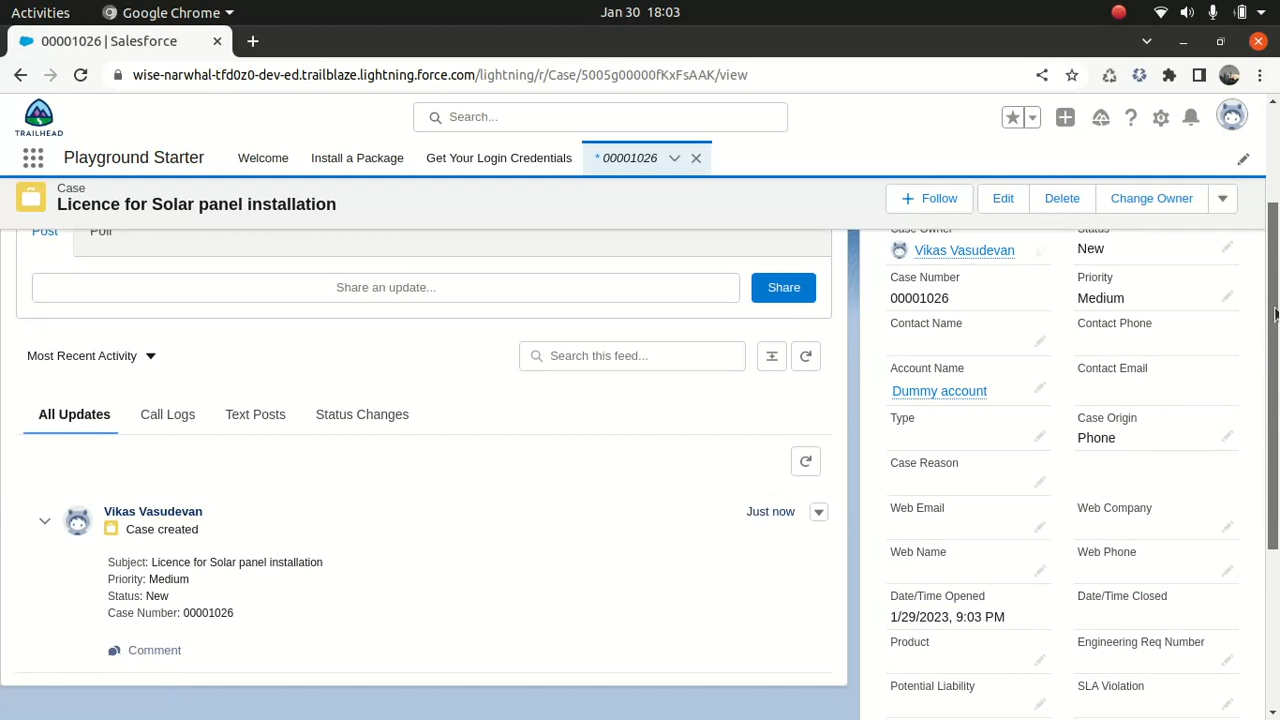 Activities Google Chrome Jan 30 18:03
00001026 | Salesforce
wise-narwhal-tfd0z0-dev-ed.trailblaze.lightning.force.com/lightning/r/Case/5005g00000fKxFsAAK/view
TRAILHEAD
Search...
Playground Starter Welcome Install a Package Get Your Login Credentials * 00001026
Case
Licence for Solar panel installation
Follow Edit Delete Change Owner
Post Poll
Share an update... Share
Most Recent Activity Search this feed...
All Updates Call Logs Text Posts Status Changes
Vikas Vasudevan Just now
Case created
Subject: Licence for Solar panel installation
Priority: Medium
Status: New
Case Number: 00001026
Comment
Case Owner Status
Vikas Vasudevan New
Case Number Priority
00001026 Medium
Contact Name Contact Phone
Account Name Contact Email
Dummy account
Type Case Origin
Phone
Case Reason
Web Email Web Company
Web Name Web Phone
Date/Time Opened Date/Time Closed
1/29/2023, 9:03 PM
Product Engineering Req Number
Potential Liability SLA Violation